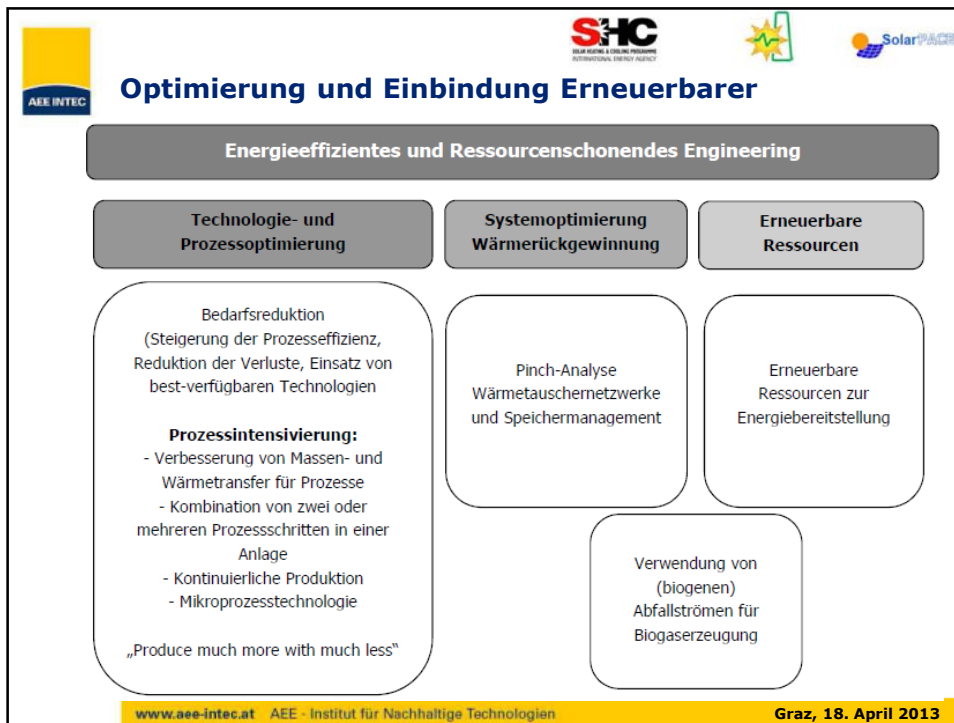 SHC
SOLAR HEATING & COOLING PROGRAMME
INTERNATIONAL ENERGY AGENCY
SolarPACES
AEE INTEC
Optimierung und Einbindung Erneuerbarer
Energieeffizientes und Ressourcenschonendes Engineering
Technologie- und
Prozessoptimierung
Systemoptimierung
Wärmerückgewinnung
Erneuerbare
Ressourcen
Bedarfsreduktion
(Steigerung der Prozesseffizienz,
Reduktion der Verluste, Einsatz von
best-verfügbaren Technologien
Prozessintensivierung:
- Verbesserung von Massen- und
Wärmetransfer für Prozesse
- Kombination von zwei oder
mehreren Prozessschritten in einer
Anlage
- Kontinuierliche Produktion
- Mikroprozesstechnologie
„Produce much more with much less“
Pinch-Analyse
Wärmetauschernetzwerke
und Speichermanagement
Erneuerbare
Ressourcen zur
Energiebereitstellung
Verwendung von
(biogenen)
Abfallströmen für
Biogaserzeugung
www.aee-intec.at AEE - Institut für Nachhaltige Technologien
Graz, 18. April 2013